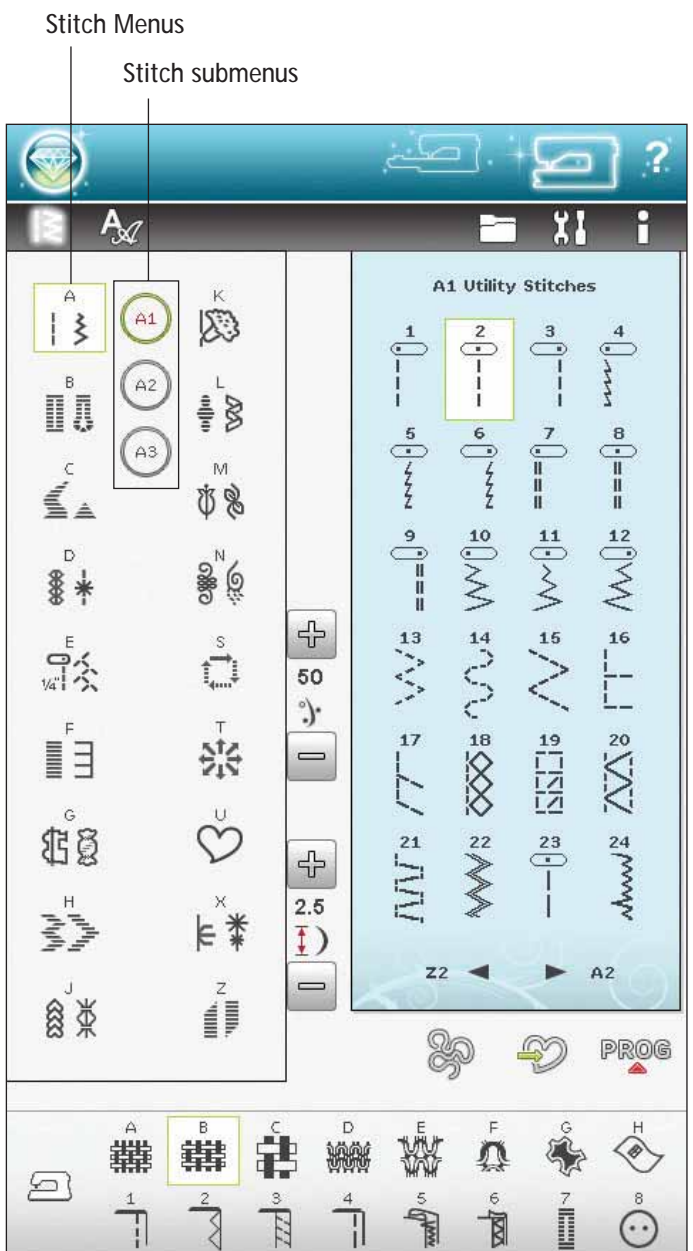 Stitch Menus
Stitch submenus
?
A
A1
K
B
A2
L
A3
C
M
D
N
E
S
1/4"
F
T
G
U
H
X
J
Z
50
2.5
A1 Utility Stitches
1 2 3 4
5 6 7 8
9 10 11 12
13 14 15 16
17 18 19 20
21 22 23 24
Z2 A2
PROG
A B C D E F G H
1 2 3 4 5 6 7 8